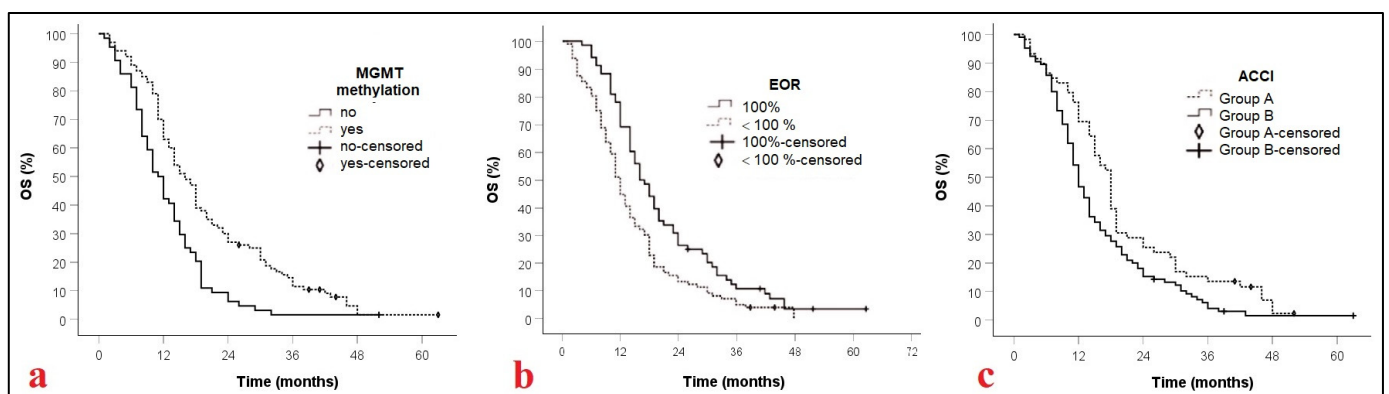 100
90
80
70
60
50
40
30
20
10
0
OS (%)
MGMT
methylation
no
yes
no-censored
yes-censored
0 12 24 36 48 60
Time (months)
a
100
90
80
70
60
50
40
30
20
10
0
OS (%)
EOR
100%
< 100 %
100%-censored
< 100 %-censored
0 12 24 36 48 60 72
Time (months)
b
100
90
80
70
60
50
40
30
20
10
0
OS (%)
ACCI
Group A
Group B
Group A-censored
Group B-censored
0 12 24 36 48 60
Time (months)
c